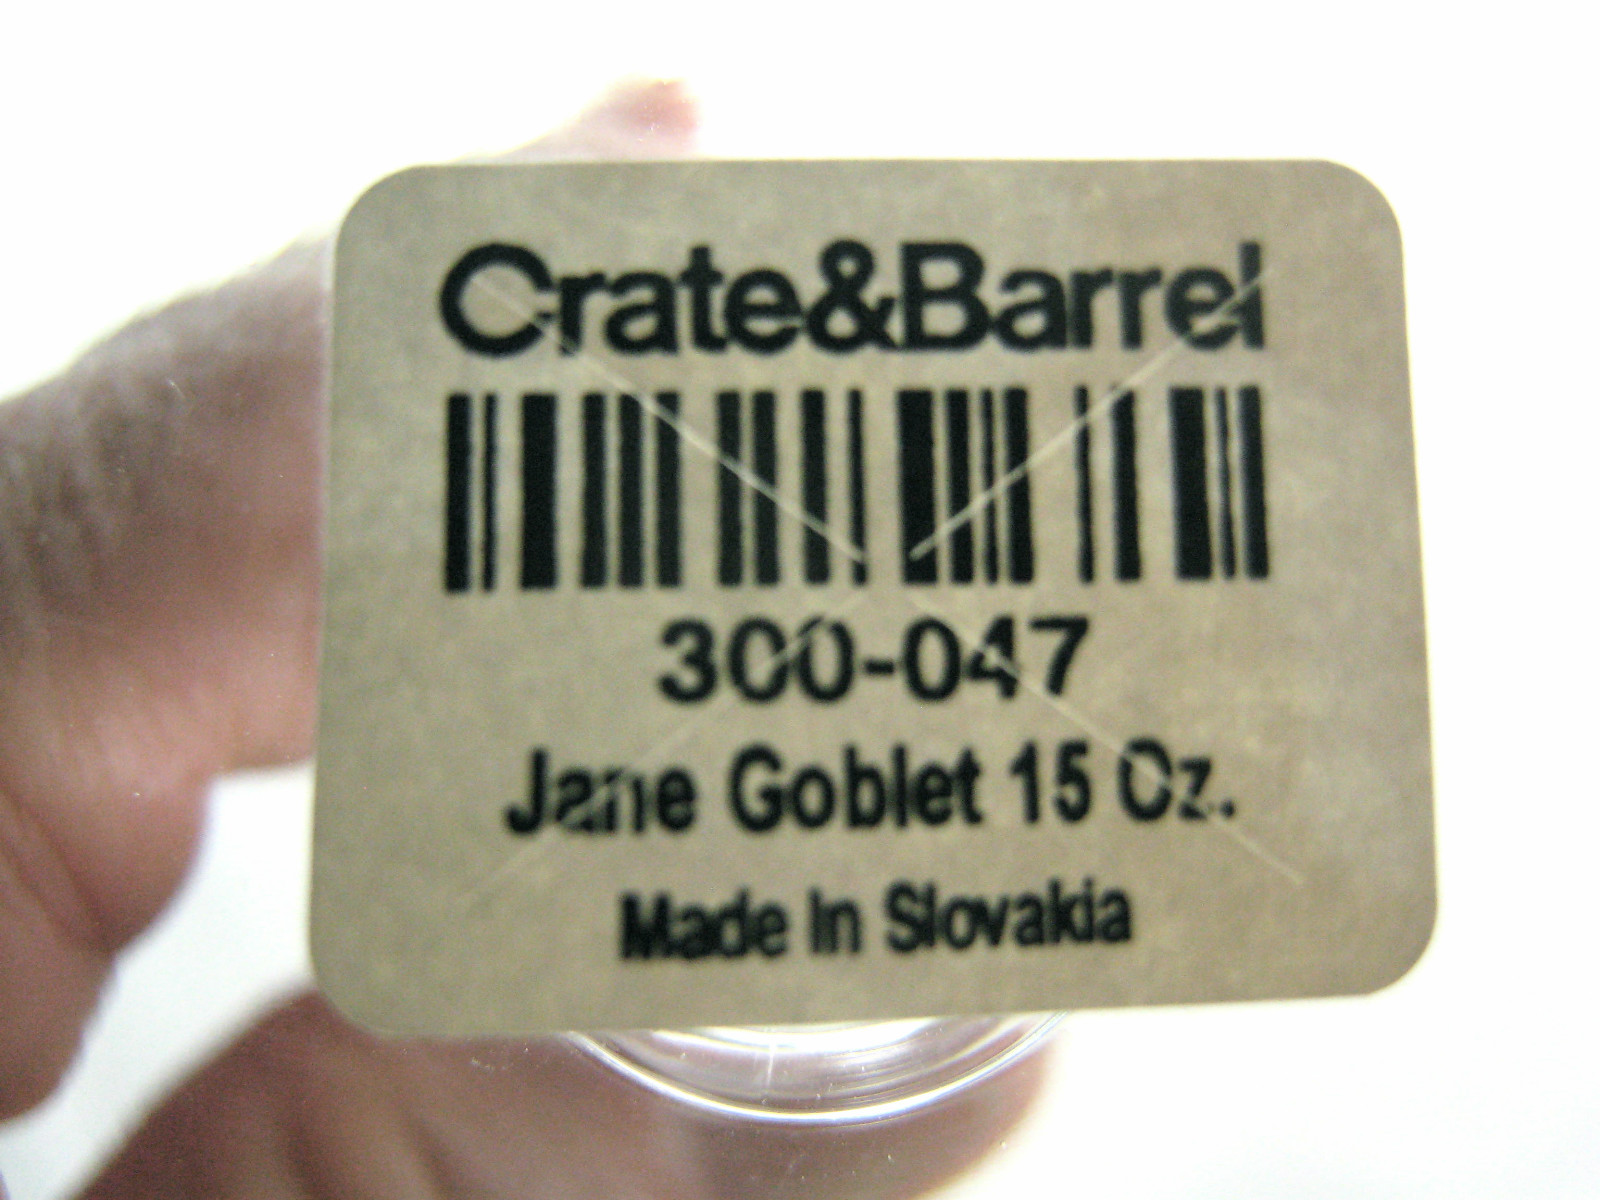 Crate&Barrel
300-047
Jane Goblet 15 Oz.
Made In Slovakia